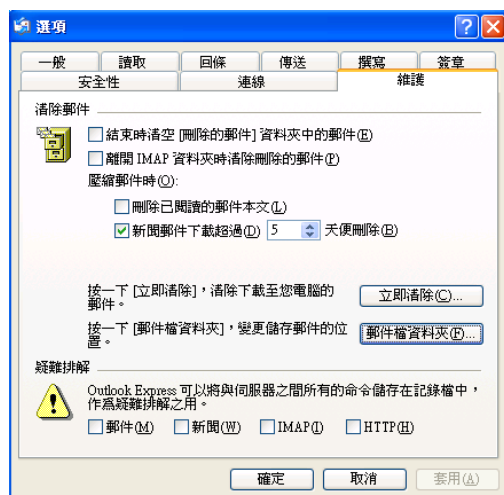 選項
一般 讀取 回條 傳送 撰寫 簽章
安全性 連線 維護
清除郵件
結束時清空 [刪除的郵件] 資料夾中的郵件(E)
離開 IMAP 資料夾時清除刪除的郵件(P)
壓縮郵件時(O):
刪除已閱讀的郵件本文(L)
新聞郵件下載超過(D) 5 天便刪除(B)
按一下 [立即清除]，清除下載至您電腦的
郵件。
立即清除(C)...
按一下 [郵件檔資料夾]，變更儲存郵件的位
置。
郵件檔資料夾(F)...
疑難排解
Outlook Express 可以將與伺服器之間所有的命令儲存在記錄檔中，
作為疑難排解之用。
郵件(M) 新聞(W) IMAP(I) HTTP(H)
確定 取消 套用(A)